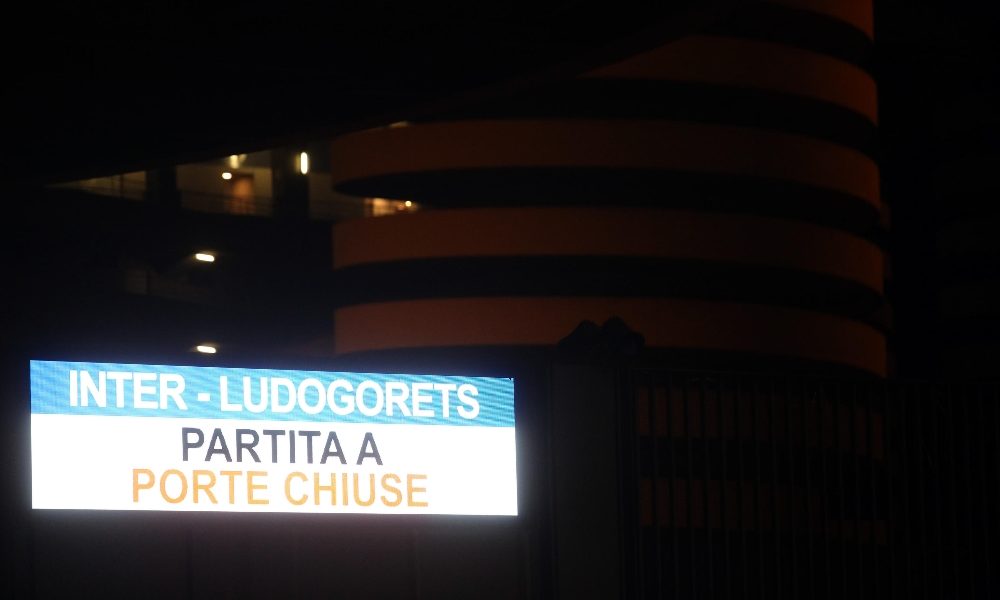 INTER - LUDOGORETS
PARTITA A
PORTE CHIUSE